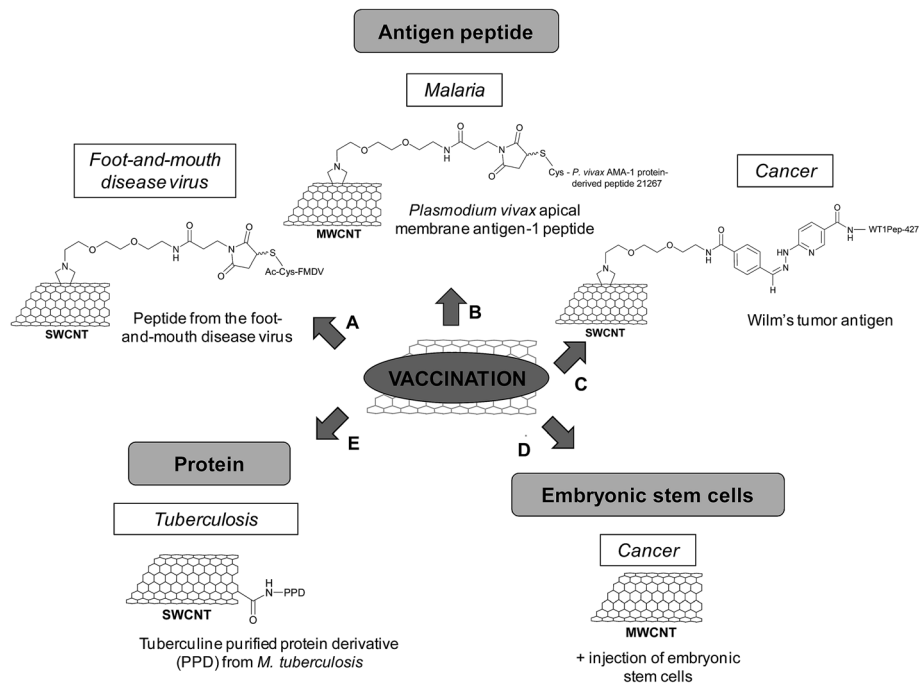 Antigen peptide
Malaria
N
O
O
O
N
H
N
O
O
S
Cys - P. vivax AMA-1 protein-
derived peptide 21267
MWCNT
Plasmodium vivax apical
membrane antigen-1 peptide
Foot-and-mouth
disease virus
N
O
O
O
N
H
N
O
O
S
Ac-Cys-FMDV
SWCNT
Peptide from the foot-
and-mouth disease virus
Cancer
N
O
O
H
N
O
H
N
HN
N
O
N
H
WT1Pep-427
SWCNT
Wilm's tumor antigen
A
B
C
VACCINATION
E
D
Protein
Tuberculosis
H
N
PPD
O
SWCNT
Tuberculine purified protein derivative
(PPD) from M. tuberculosis
Embryonic stem cells
Cancer
MWCNT
+ injection of embryonic
stem cells